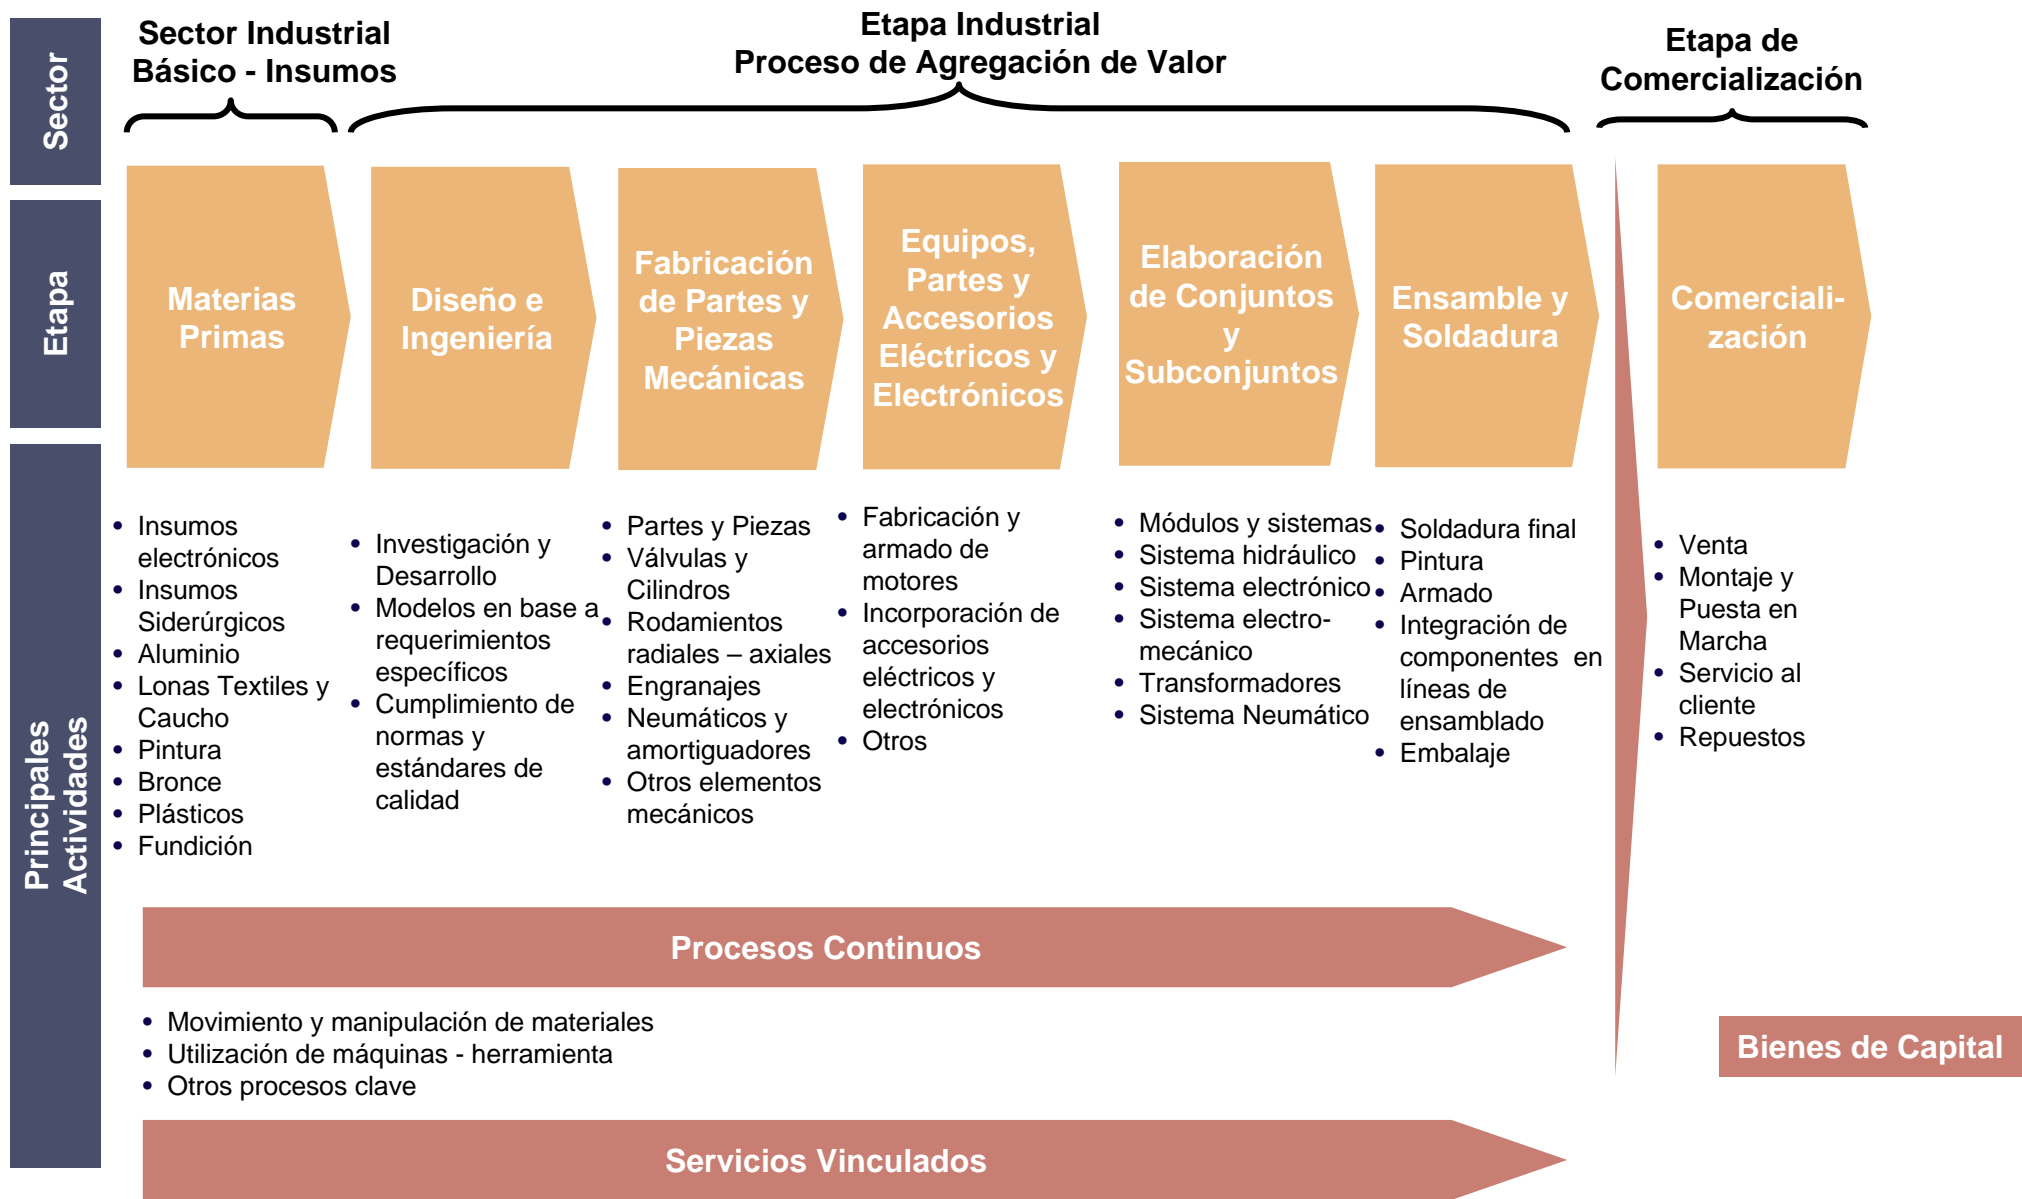 Sector
Sector Industrial
Básico - Insumos
Etapa Industrial
Proceso de Agregación de Valor
Etapa de
Comercialización
Etapa
Materias
Primas
Diseño e
Ingeniería
Fabricación
de Partes y
Piezas
Mecánicas
Equipos,
Partes y
Accesorios
Eléctricos y
Electrónicos
Elaboración
de Conjuntos
y
Subconjuntos
Ensamble y
Soldadura
Comerciali-
zación
Principales
Actividades
• Insumos
electrónicos
• Insumos
Siderúrgicos
• Aluminio
• Lonas Textiles y
Caucho
• Pintura
• Bronce
• Plásticos
• Fundición
• Investigación y
Desarrollo
• Modelos en base a
requerimientos
específicos
• Cumplimiento de
normas y
estándares de
calidad
• Partes y Piezas
• Válvulas y
Cilindros
• Rodamientos
radiales – axiales
• Engranajes
• Neumáticos y
amortiguadores
• Otros elementos
mecánicos
• Fabricación y
armado de
motores
• Incorporación de
accesorios
eléctricos y
electrónicos
• Otros
• Módulos y sistemas
• Sistema hidráulico
• Sistema electrónico
• Sistema electro-
mecánico
• Transformadores
• Sistema Neumático
• Soldadura final
• Pintura
• Armado
• Integración de
componentes en
líneas de
ensamblado
• Embalaje
• Venta
• Montaje y
Puesta en
Marcha
• Servicio al
cliente
• Repuestos
Procesos Continuos
• Movimiento y manipulación de materiales
• Utilización de máquinas - herramienta
• Otros procesos clave
Bienes de Capital
Servicios Vinculados